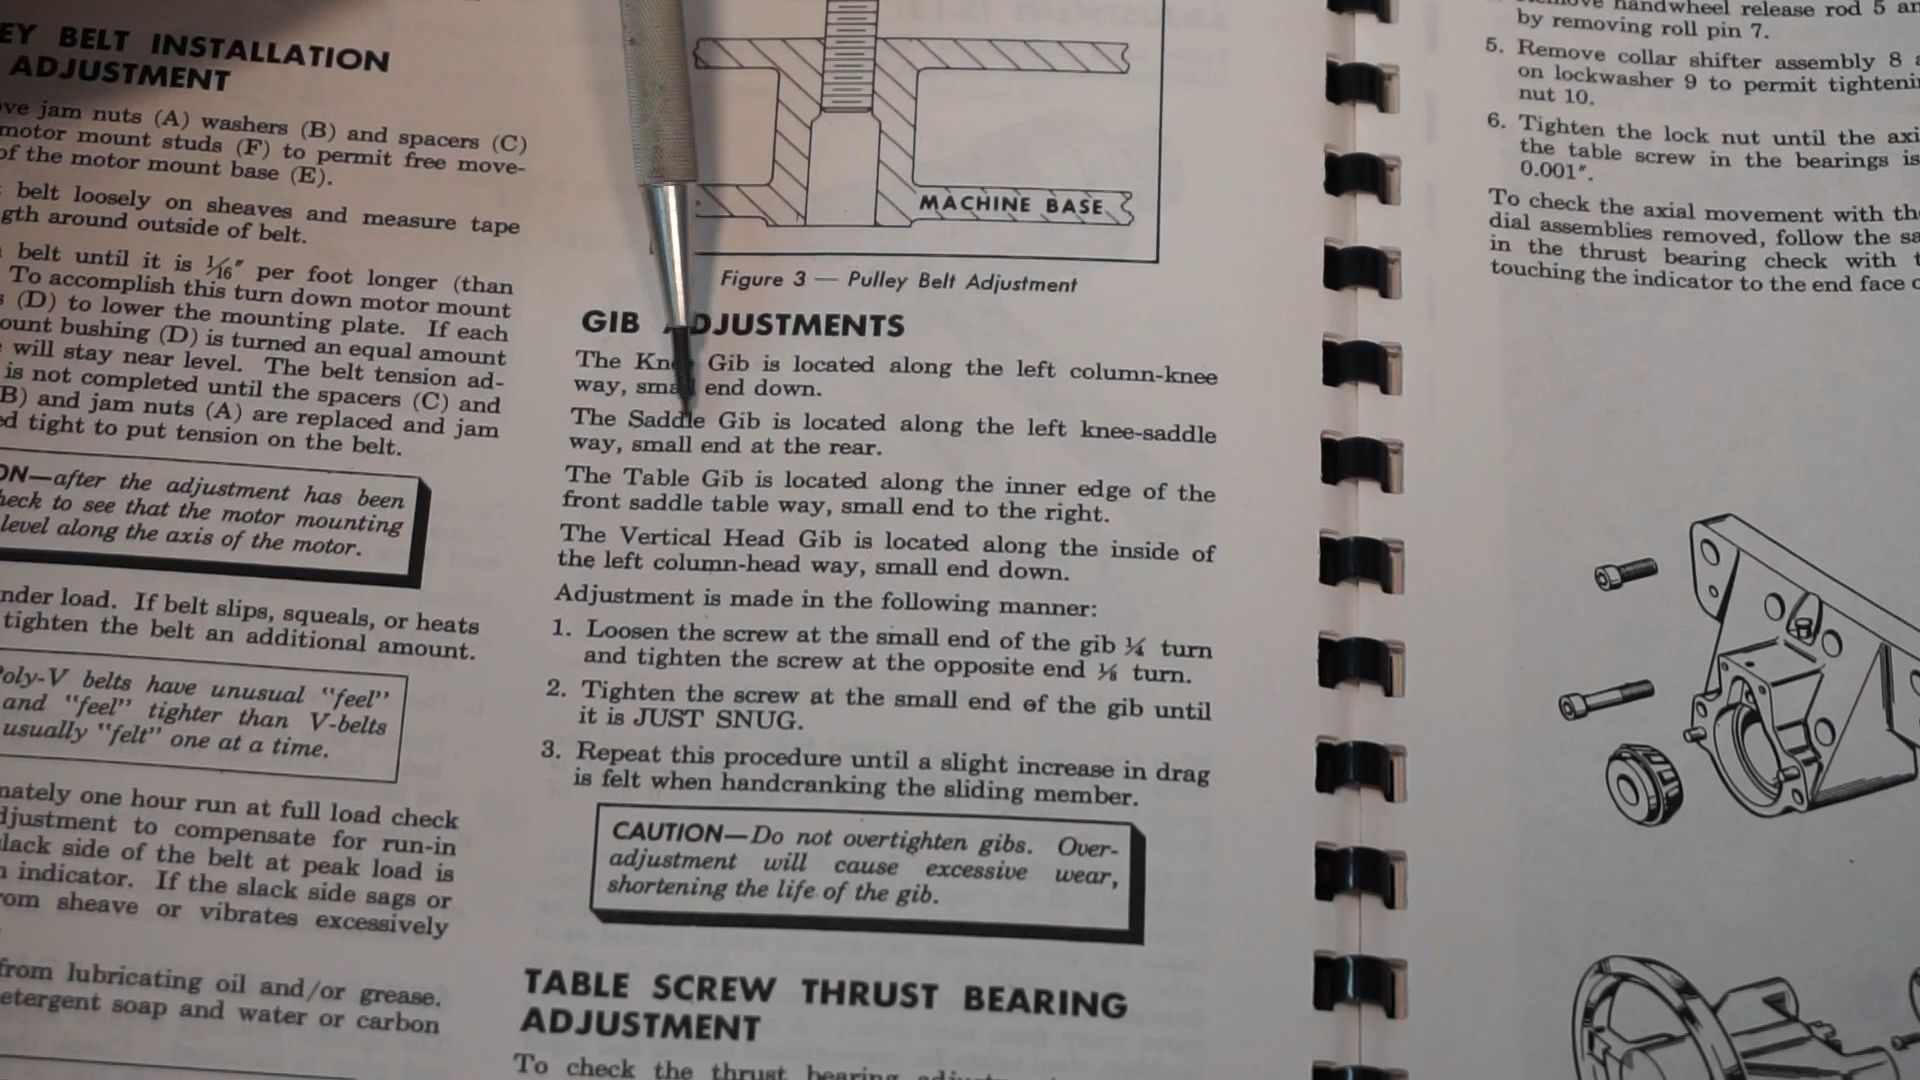 EY BELT INSTALLATION
ADJUSTMENT
ve jam nuts (A) washers (B) and spacers (C)
motor mount studs (F) to permit free move-
of the motor mount base (E).
belt loosely on sheaves and measure tape
gth around outside of belt.
belt until it is 1/16" per foot longer (than
To accomplish this turn down motor mount
(D) to lower the mounting plate. If each
ount bushing (D) is turned an equal amount
will stay near level. The belt tension ad-
is not completed until the spacers (C) and
B) and jam nuts (A) are replaced and jam
ed tight to put tension on the belt.
ON—after the adjustment has been
heck to see that the motor mounting
level along the axis of the motor.
nder load. If belt slips, squeals, or heats
tighten the belt an additional amount.
Poly-V belts have unusual "feel"
and "feel" tighter than V-belts
usually "felt" one at a time.
mately one hour run at full load check
djustment to compensate for run-in
slack side of the belt at peak load is
n indicator. If the slack side sags or
rom sheave or vibrates excessively
from lubricating oil and/or grease.
etergent soap and water or carbon
MACHINE BASE
Figure 3 — Pulley Belt Adjustment
GIB ADJUSTMENTS
The Knee Gib is located along the left column-knee
way, small end down.
The Saddle Gib is located along the left knee-saddle
way, small end at the rear.
The Table Gib is located along the inner edge of the
front saddle table way, small end to the right.
The Vertical Head Gib is located along the inside of
the left column-head way, small end down.
Adjustment is made in the following manner:
1. Loosen the screw at the small end of the gib ¼ turn
and tighten the screw at the opposite end ⅛ turn.
2. Tighten the screw at the small end of the gib until
it is JUST SNUG.
3. Repeat this procedure until a slight increase in drag
is felt when handcranking the sliding member.
CAUTION—Do not overtighten gibs. Over-
adjustment will cause excessive wear,
shortening the life of the gib.
TABLE SCREW THRUST BEARING
ADJUSTMENT
To check the thrust bearing
handwheel release rod 5
by removing roll pin 7.
5. Remove collar shifter assembly 8
on lockwasher 9 to permit tighteni
nut 10.
6. Tighten the lock nut until the axi
the table screw in the bearings is
0.001".
To check the axial movement with the
dial assemblies removed, follow the sa
in the thrust bearing check with t
touching the indicator to the end face